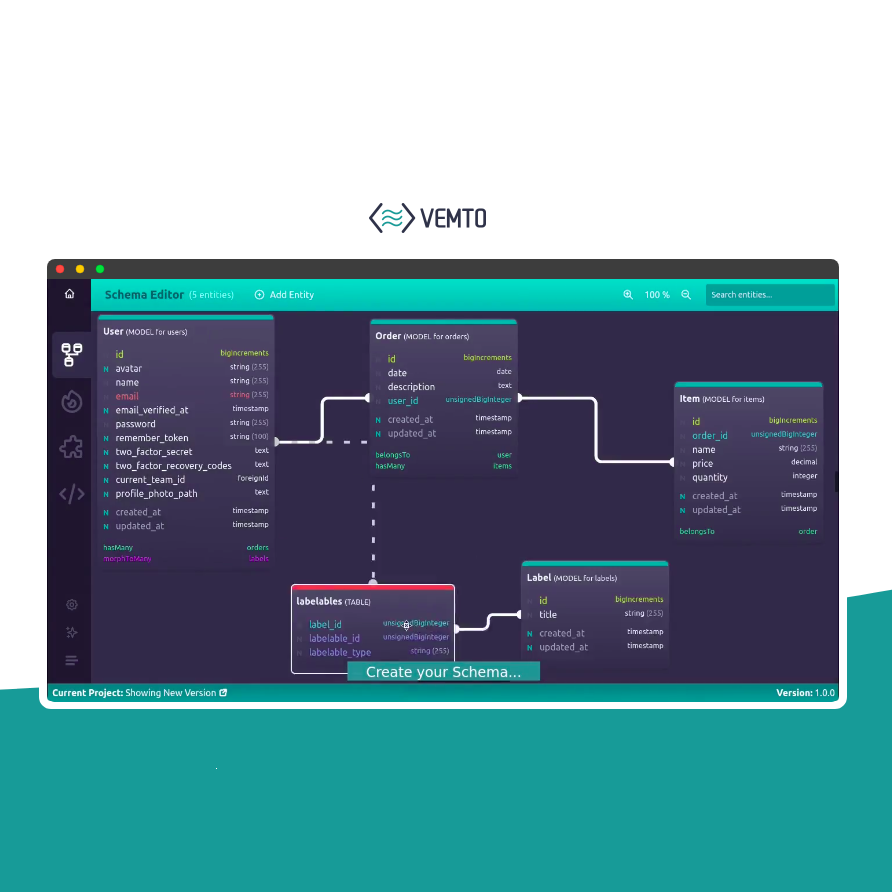 VEMTO
Schema Editor (5 entities)
Add Entity
100 %
Search entities...
User (MODEL for users)
id bigIncrements
N avatar string (255)
name string (255)
email string (255)
N email_verified_at timestamp
password string (255)
N remember_token string (100)
N two_factor_secret text
N two_factor_recovery_codes text
N current_team_id foreignId
N profile_photo_path text
N created_at timestamp
N updated_at timestamp
hasMany orders
morphToMany labels
Order (MODEL for orders)
id bigIncrements
date date
description text
user_id unsignedBigInteger
N created_at timestamp
N updated_at timestamp
belongsTo user
hasMany items
Item (MODEL for items)
id bigIncrements
order_id unsignedBigInteger
name string (255)
price decimal
quantity integer
N created_at timestamp
N updated_at timestamp
belongsTo order
labelables (TABLE)
label_id unsignedBigInteger
labelable_id unsignedBigInteger
labelable_type string (255)
Label (MODEL for labels)
id bigIncrements
title string (255)
N created_at timestamp
N updated_at timestamp
Create your Schema...
Current Project: Showing New Version
Version: 1.0.0